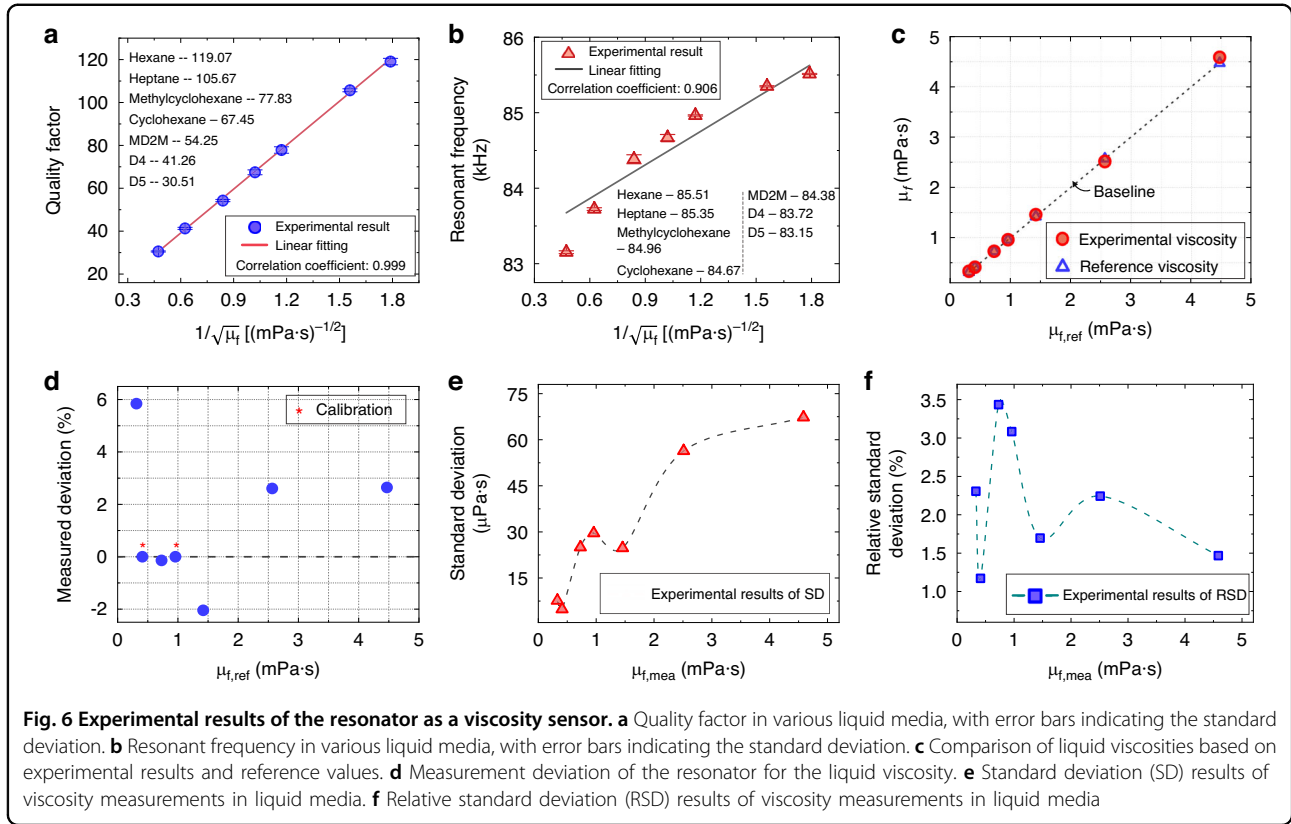 a
Quality factor
120
100
80
60
40
20
Hexane -- 119.07
Heptane -- 105.67
Methylcyclohexane -- 77.83
Cyclohexane -- 67.45
MD2M -- 54.25
D4 -- 41.26
D5 -- 30.51
Experimental result
Linear fitting
Correlation coefficient: 0.999
0.3 0.6 0.9 1.2 1.5 1.8
1/√μf [(mPa·s)−1/2]
b
Resonant frequency
(kHz)
86
85
84
83
Experimental result
Linear fitting
Correlation coefficient: 0.906
Hexane – 85.51
Heptane – 85.35
Methylcyclohexane
– 84.96
Cyclohexane – 84.67
MD2M – 84.38
D4 – 83.72
D5 – 83.15
0.3 0.6 0.9 1.2 1.5 1.8
1/√μf [(mPa·s)−1/2]
c
μf (mPa·s)
5
4
3
2
1
Baseline
Experimental viscosity
Reference viscosity
0 1 2 3 4 5
μf,ref (mPa·s)
d
Measured deviation (%)
6
4
2
0
-2
* Calibration
0 1 2 3 4 5
μf,ref (mPa·s)
e
Standard deviation
(μPa·s)
75
60
45
30
15
Experimental results of SD
0 1 2 3 4 5
μf,mea (mPa·s)
f
Relative standard
deviation (%)
3.5
3.0
2.5
2.0
1.5
1.0
Experimental results of RSD
0 1 2 3 4 5
μf,mea (mPa·s)
Fig. 6 Experimental results of the resonator as a viscosity sensor. a Quality factor in various liquid media, with error bars indicating the standard
deviation. b Resonant frequency in various liquid media, with error bars indicating the standard deviation. c Comparison of liquid viscosities based on
experimental results and reference values. d Measurement deviation of the resonator for the liquid viscosity. e Standard deviation (SD) results of
viscosity measurements in liquid media. f Relative standard deviation (RSD) results of viscosity measurements in liquid media